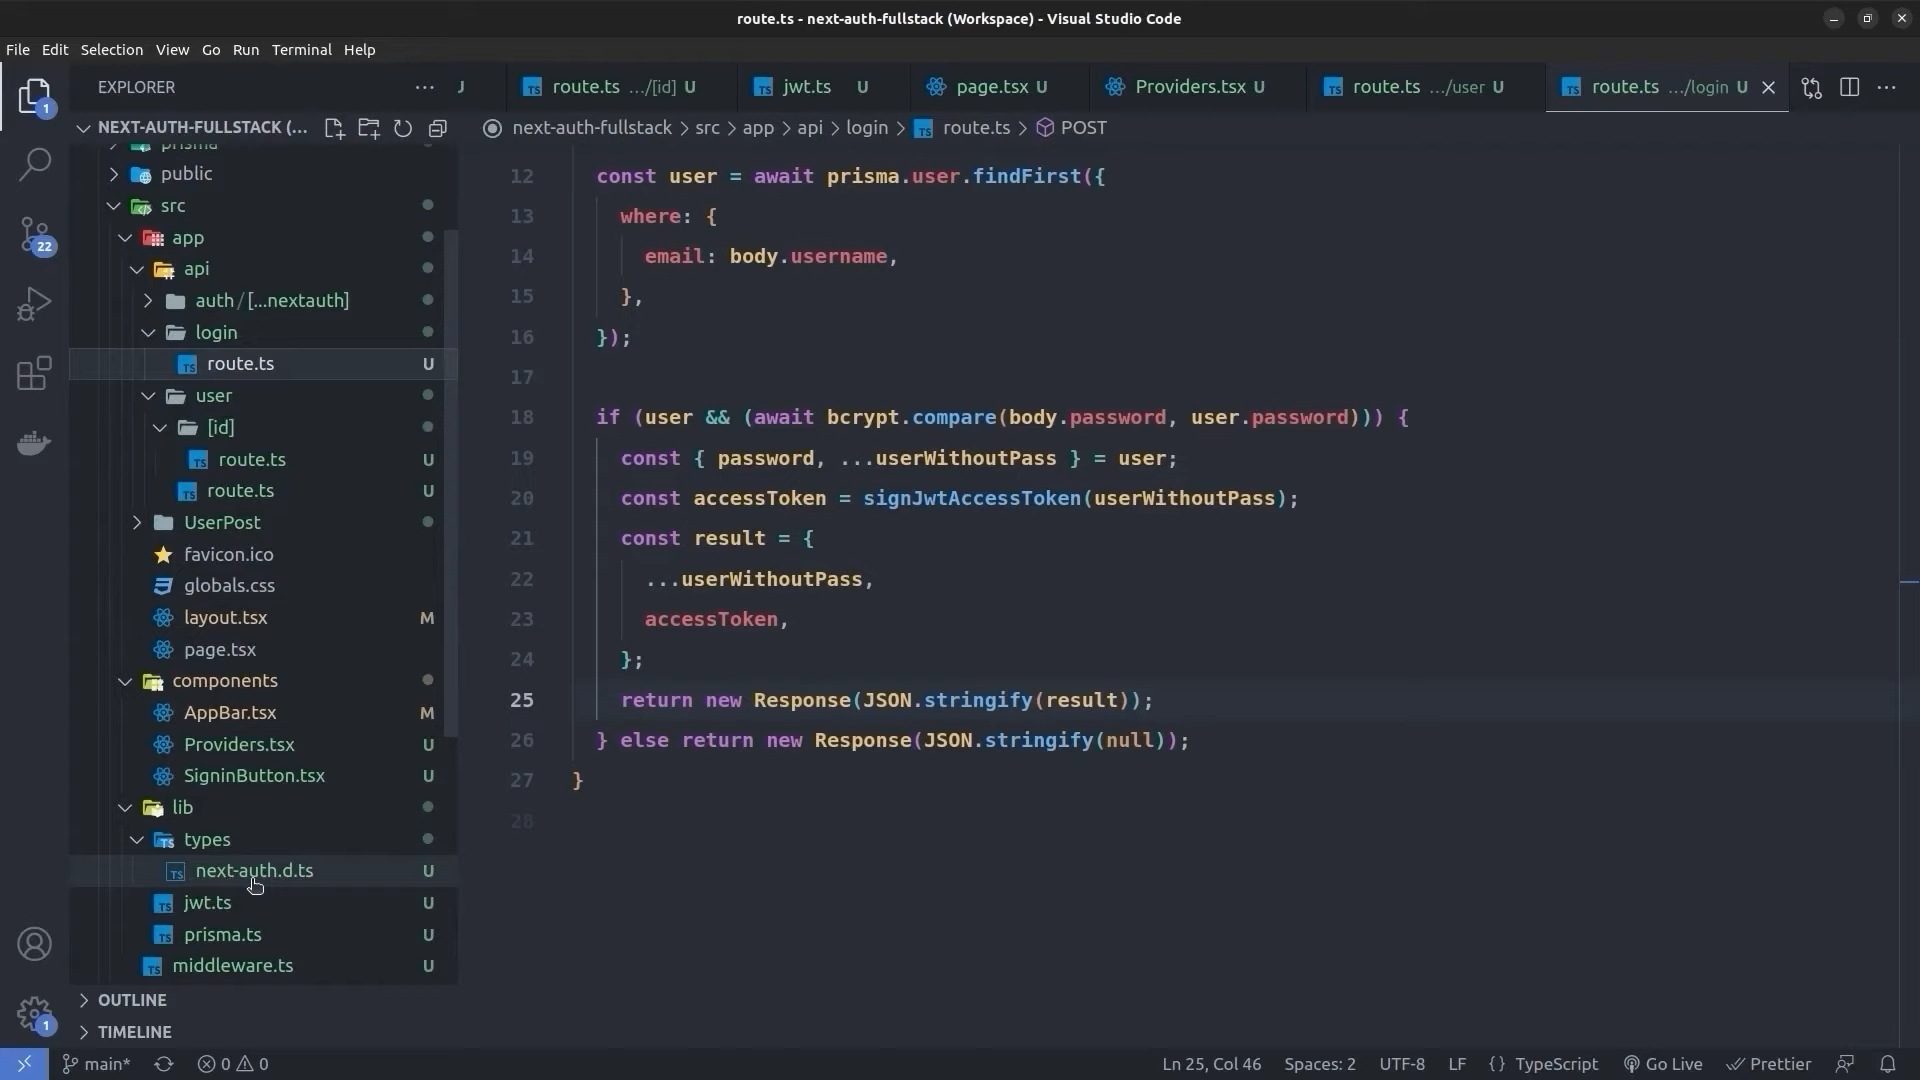 route.ts - next-auth-fullstack (Workspace) - Visual Studio Code
File Edit Selection View Go Run Terminal Help
EXPLORER
U
route.ts .../[id] U
jwt.ts U
page.tsx U
Providers.tsx U
route.ts .../user U
route.ts .../login U
1
NEXT-AUTH-FULLSTACK (...
next-auth-fullstack > src > app > api > login > route.ts > POST
prisma
public
src
app
22
api
auth / [...nextauth]
login
route.ts U
user
[id]
route.ts U
route.ts U
UserPost
favicon.ico
globals.css
layout.tsx M
page.tsx
components
AppBar.tsx M
Providers.tsx U
SigninButton.tsx U
lib
types
next-auth.d.ts U
jwt.ts U
prisma.ts U
middleware.ts U
OUTLINE
1
TIMELINE
12 const user = await prisma.user.findFirst({
13 where: {
14 email: body.username,
15 },
16 });
17
18 if (user && (await bcrypt.compare(body.password, user.password))) {
19 const { password, ...userWithoutPass } = user;
20 const accessToken = signJwtAccessToken(userWithoutPass);
21 const result = {
22 ...userWithoutPass,
23 accessToken,
24 };
25 return new Response(JSON.stringify(result));
26 } else return new Response(JSON.stringify(null));
27 }
28
main* 0 0 Ln 25, Col 46 Spaces: 2 UTF-8 LF {} TypeScript Go Live Prettier